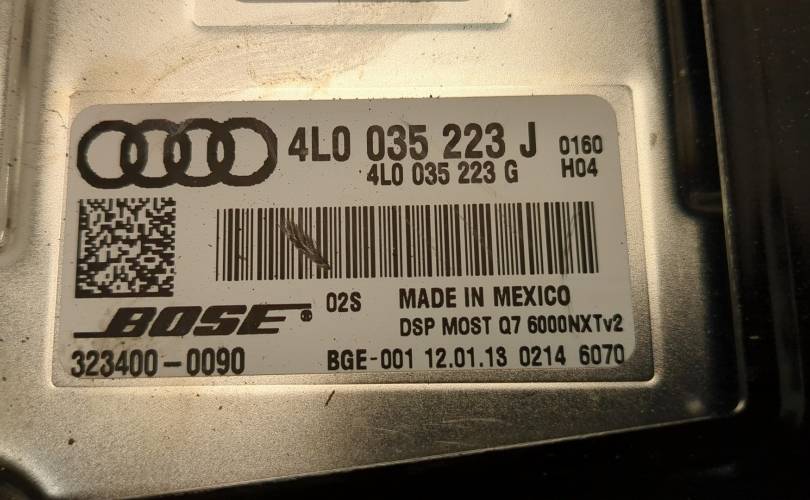 4L0 035 223 J 0160
4L0 035 223 G H04
BOSE ® 02S MADE IN MEXICO
DSP MOST Q7 6000NXTv2
323400-0090 BGE-001 12.01.13 0214 6070